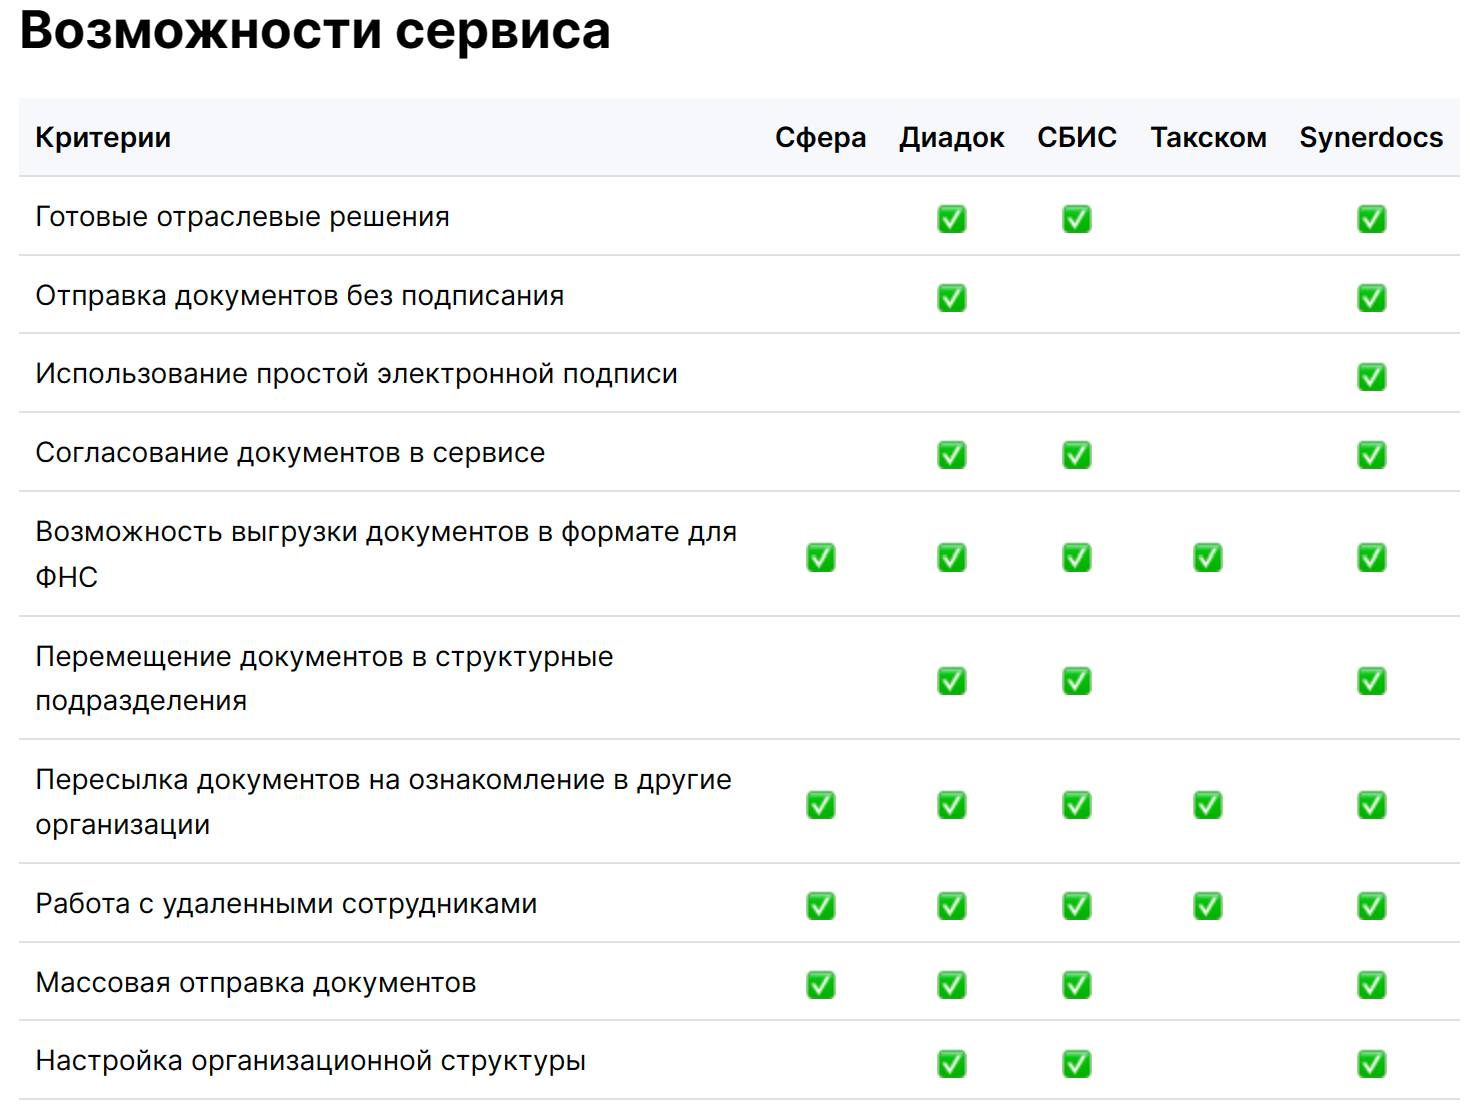 Возможности сервиса
Критерии Сфера Диадок СБИС Такском Synerdocs
Готовые отраслевые решения ✅ ✅ ✅
Отправка документов без подписания ✅ ✅
Использование простой электронной подписи ✅
Согласование документов в сервисе ✅ ✅ ✅
Возможность выгрузки документов в формате для
ФНС ✅ ✅ ✅ ✅ ✅
Перемещение документов в структурные
подразделения ✅ ✅ ✅
Пересылка документов на ознакомление в другие
организации ✅ ✅ ✅ ✅ ✅
Работа с удаленными сотрудниками ✅ ✅ ✅ ✅ ✅
Массовая отправка документов ✅ ✅ ✅ ✅
Настройка организационной структуры ✅ ✅ ✅